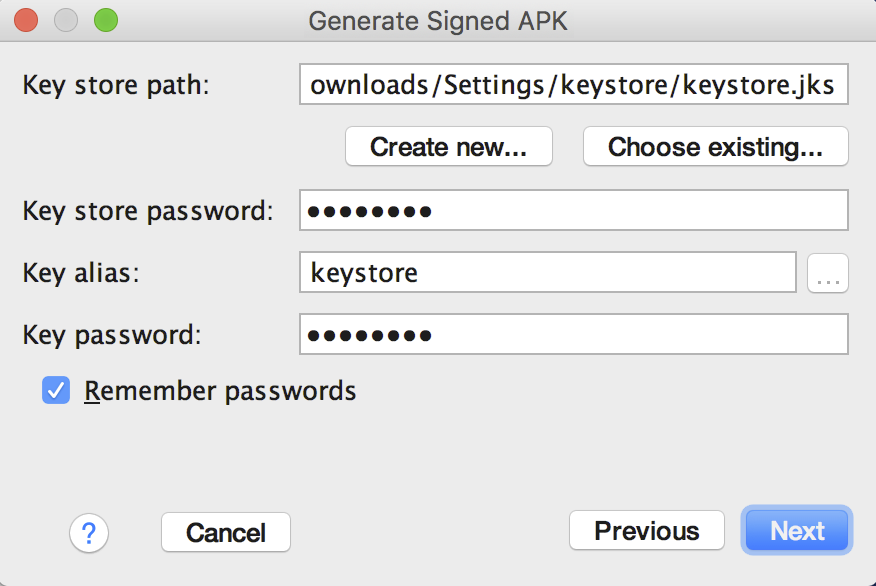 Generate Signed APK
Key store path: ownloads/Settings/keystore/keystore.jks
Create new... Choose existing...
Key store password: ••••••••
Key alias: keystore ...
Key password: ••••••••
Remember passwords
? Cancel Previous Next